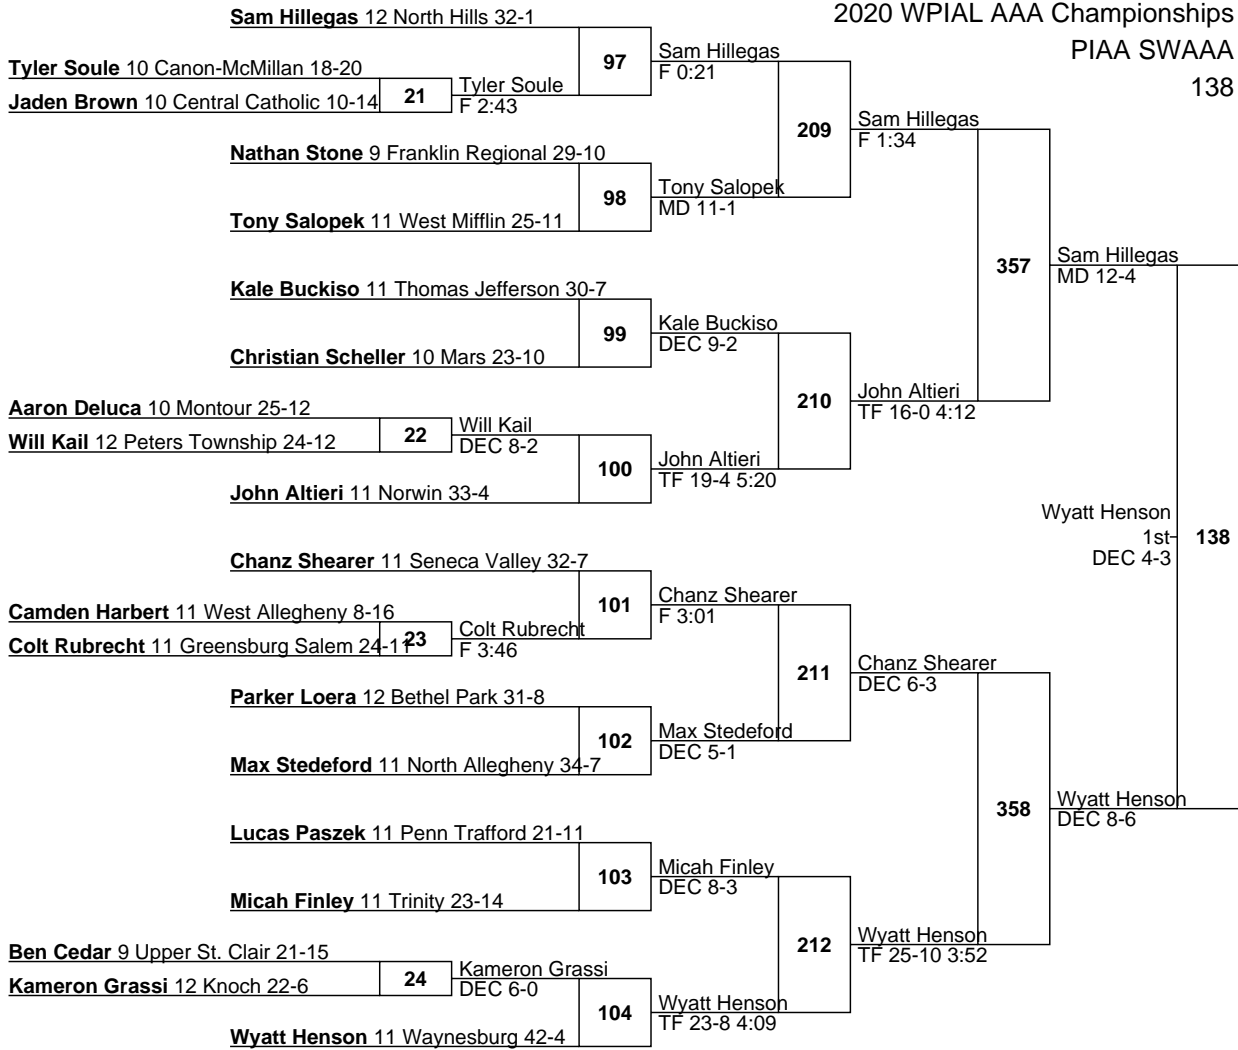 2020 WPIAL AAA Championships
PIAA SWAAA
138
Sam Hillegas 12 North Hills 32-1
97
Sam Hillegas
F 0:21
Tyler Soule 10 Canon-McMillan 18-20
21
Tyler Soule
F 2:43
Jaden Brown 10 Central Catholic 10-14
209
Sam Hillegas
F 1:34
Nathan Stone 9 Franklin Regional 29-10
98
Tony Salopek
MD 11-1
Tony Salopek 11 West Mifflin 25-11
357
Sam Hillegas
MD 12-4
Kale Buckiso 11 Thomas Jefferson 30-7
99
Kale Buckiso
DEC 9-2
Christian Scheller 10 Mars 23-10
210
John Altieri
TF 16-0 4:12
Aaron Deluca 10 Montour 25-12
22
Will Kail
DEC 8-2
Will Kail 12 Peters Township 24-12
100
John Altieri
TF 19-4 5:20
John Altieri 11 Norwin 33-4
Wyatt Henson
1st
DEC 4-3
138
Chanz Shearer 11 Seneca Valley 32-7
101
Chanz Shearer
F 3:01
Camden Harbert 11 West Allegheny 8-16
23
Colt Rubrecht
F 3:46
Colt Rubrecht 11 Greensburg Salem 24-11
211
Chanz Shearer
DEC 6-3
Parker Loera 12 Bethel Park 31-8
102
Max Stedeford
DEC 5-1
Max Stedeford 11 North Allegheny 34-7
358
Wyatt Henson
DEC 8-6
Lucas Paszek 11 Penn Trafford 21-11
103
Micah Finley
DEC 8-3
Micah Finley 11 Trinity 23-14
212
Wyatt Henson
TF 25-10 3:52
Ben Cedar 9 Upper St. Clair 21-15
24
Kameron Grassi
DEC 6-0
Kameron Grassi 12 Knoch 22-6
104
Wyatt Henson
TF 23-8 4:09
Wyatt Henson 11 Waynesburg 42-4